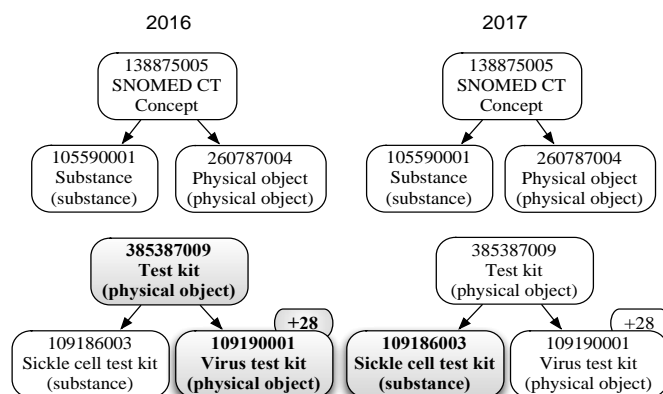 2016
138875005
SNOMED CT
Concept
105590001
Substance
(substance)
260787004
Physical object
(physical object)
385387009
Test kit
(physical object)
+28
109186003
Sickle cell test kit
(substance)
109190001
Virus test kit
(physical object)
2017
138875005
SNOMED CT
Concept
105590001
Substance
(substance)
260787004
Physical object
(physical object)
385387009
Test kit
(physical object)
+28
109186003
Sickle cell test kit
(substance)
109190001
Virus test kit
(physical object)